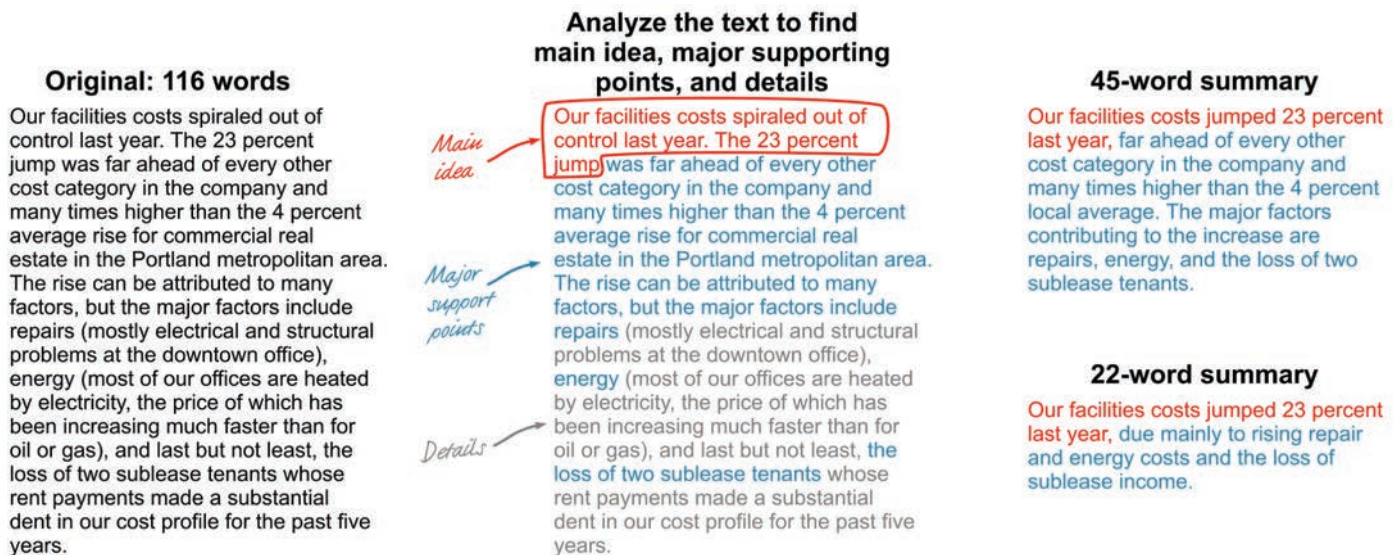 Original: 116 words
Our facilities costs spiraled out of
control last year. The 23 percent
jump was far ahead of every other
cost category in the company and
many times higher than the 4 percent
average rise for commercial real
estate in the Portland metropolitan area.
The rise can be attributed to many
factors, but the major factors include
repairs (mostly electrical and structural
problems at the downtown office),
energy (most of our offices are heated
by electricity, the price of which has
been increasing much faster than for
oil or gas), and last but not least, the
loss of two sublease tenants whose
rent payments made a substantial
dent in our cost profile for the past five
years.
Analyze the text to find
main idea, major supporting
points, and details
Main
idea
Major
support
points
Details
Our facilities costs spiraled out of
control last year. The 23 percent
jump was far ahead of every other
cost category in the company and
many times higher than the 4 percent
average rise for commercial real
estate in the Portland metropolitan area.
The rise can be attributed to many
factors, but the major factors include
repairs (mostly electrical and structural
problems at the downtown office),
energy (most of our offices are heated
by electricity, the price of which has
been increasing much faster than for
oil or gas), and last but not least, the
loss of two sublease tenants whose
rent payments made a substantial
dent in our cost profile for the past five
years.
45-word summary
Our facilities costs jumped 23 percent
last year, far ahead of every other
cost category in the company and
many times higher than the 4 percent
local average. The major factors
contributing to the increase are
repairs, energy, and the loss of two
sublease tenants.
22-word summary
Our facilities costs jumped 23 percent
last year, due mainly to rising repair
and energy costs and the loss of
sublease income.